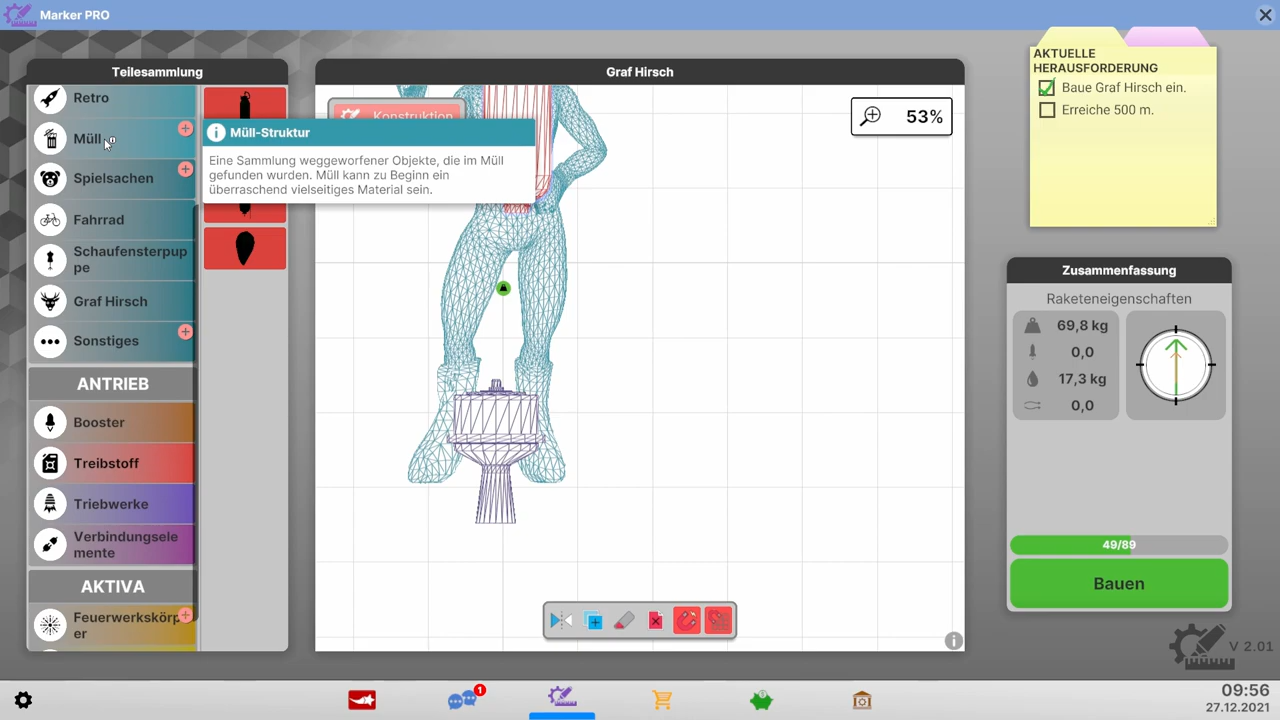 Marker PRO
Teilesammlung
Retro
Müll
Spielsachen
Fahrrad
Schaufensterpup
pe
Graf Hirsch
Sonstiges
ANTRIEB
Booster
Treibstoff
Triebwerke
Verbindungsele
mente
AKTIVA
Feuerwerkskörp
er
Graf Hirsch
Konstruktion
53%
Müll-Struktur
Eine Sammlung weggeworfener Objekte, die im Müll
gefunden wurden. Müll kann zu Beginn ein
überraschend vielseitiges Material sein.
AKTUELLE
HERAUSFORDERUNG
Baue Graf Hirsch ein.
Erreiche 500 m.
Zusammenfassung
Raketeneigenschaften
69,8 kg
0,0
17,3 kg
0,0
49/89
Bauen
V 2.01
1
09:56
27.12.2021